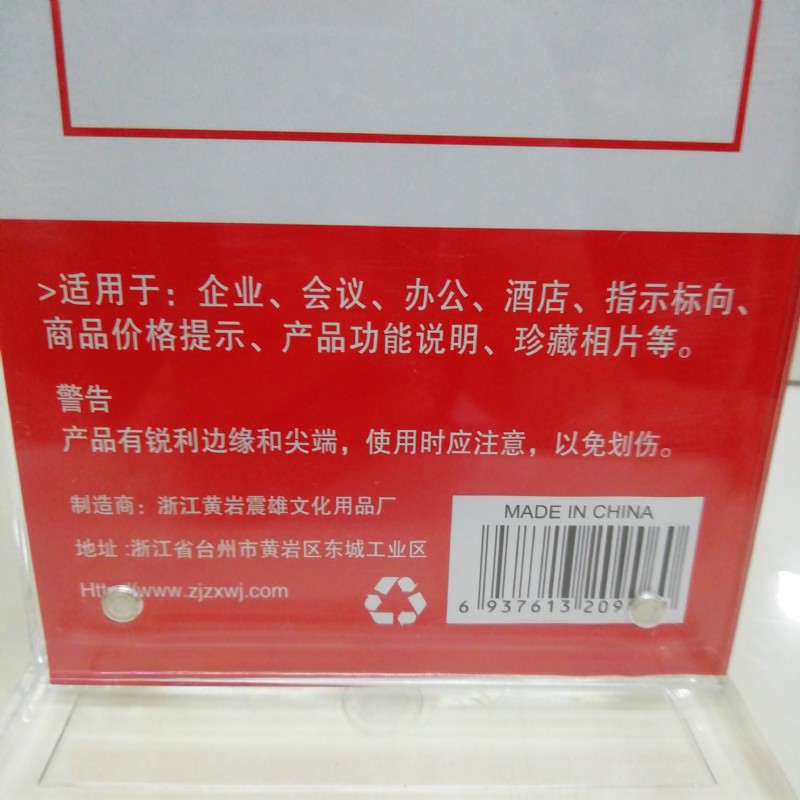 >适用于：企业、会议、办公、酒店、指示标向、
商品价格提示、产品功能说明、珍藏相片等。
警告
产品有锐利边缘和尖端，使用时应注意，以免划伤。
制造商：浙江黄岩震雄文化用品厂
地址:浙江省台州市黄岩区东城工业区
www.zjzxwj.com
MADE IN CHINA
6 937613 209